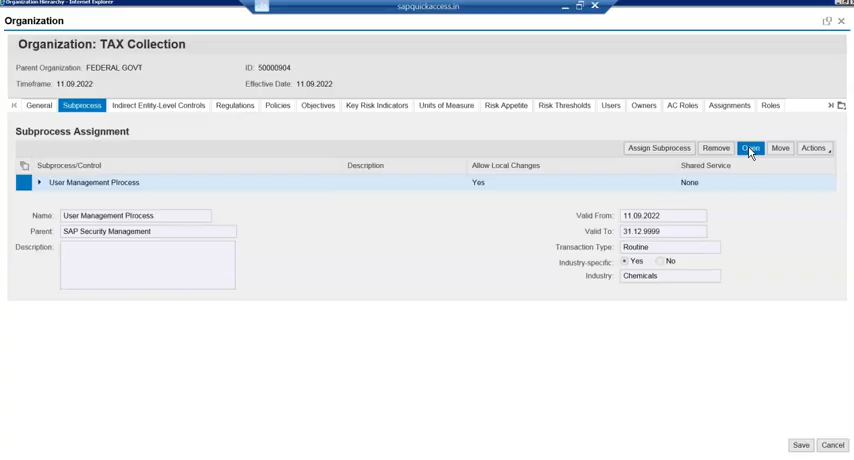 Organization Hierarchy - Internet Explorer
sapquickaccess.in
Organization
Organization: TAX Collection
Parent Organization: FEDERAL GOVT ID: 50000904
Timeframe: 11.09.2022 Effective Date: 11.09.2022
General Subprocess Indirect Entity-Level Controls Regulations Policies Objectives Key Risk Indicators Units of Measure Risk Appetite Risk Thresholds Users Owners AC Roles Assignments Roles
Subprocess Assignment
Assign Subprocess Remove Open Move Actions
Subprocess/Control Description Allow Local Changes Shared Service
User Management PIrocess Yes None
Name: User Management PIrocess Valid From: 11.09.2022
Parent: SAP Security Management Valid To: 31.12.9999
Description: Transaction Type: Routine
Industry-specific: Yes No
Industry: Chemicals
Save Cancel